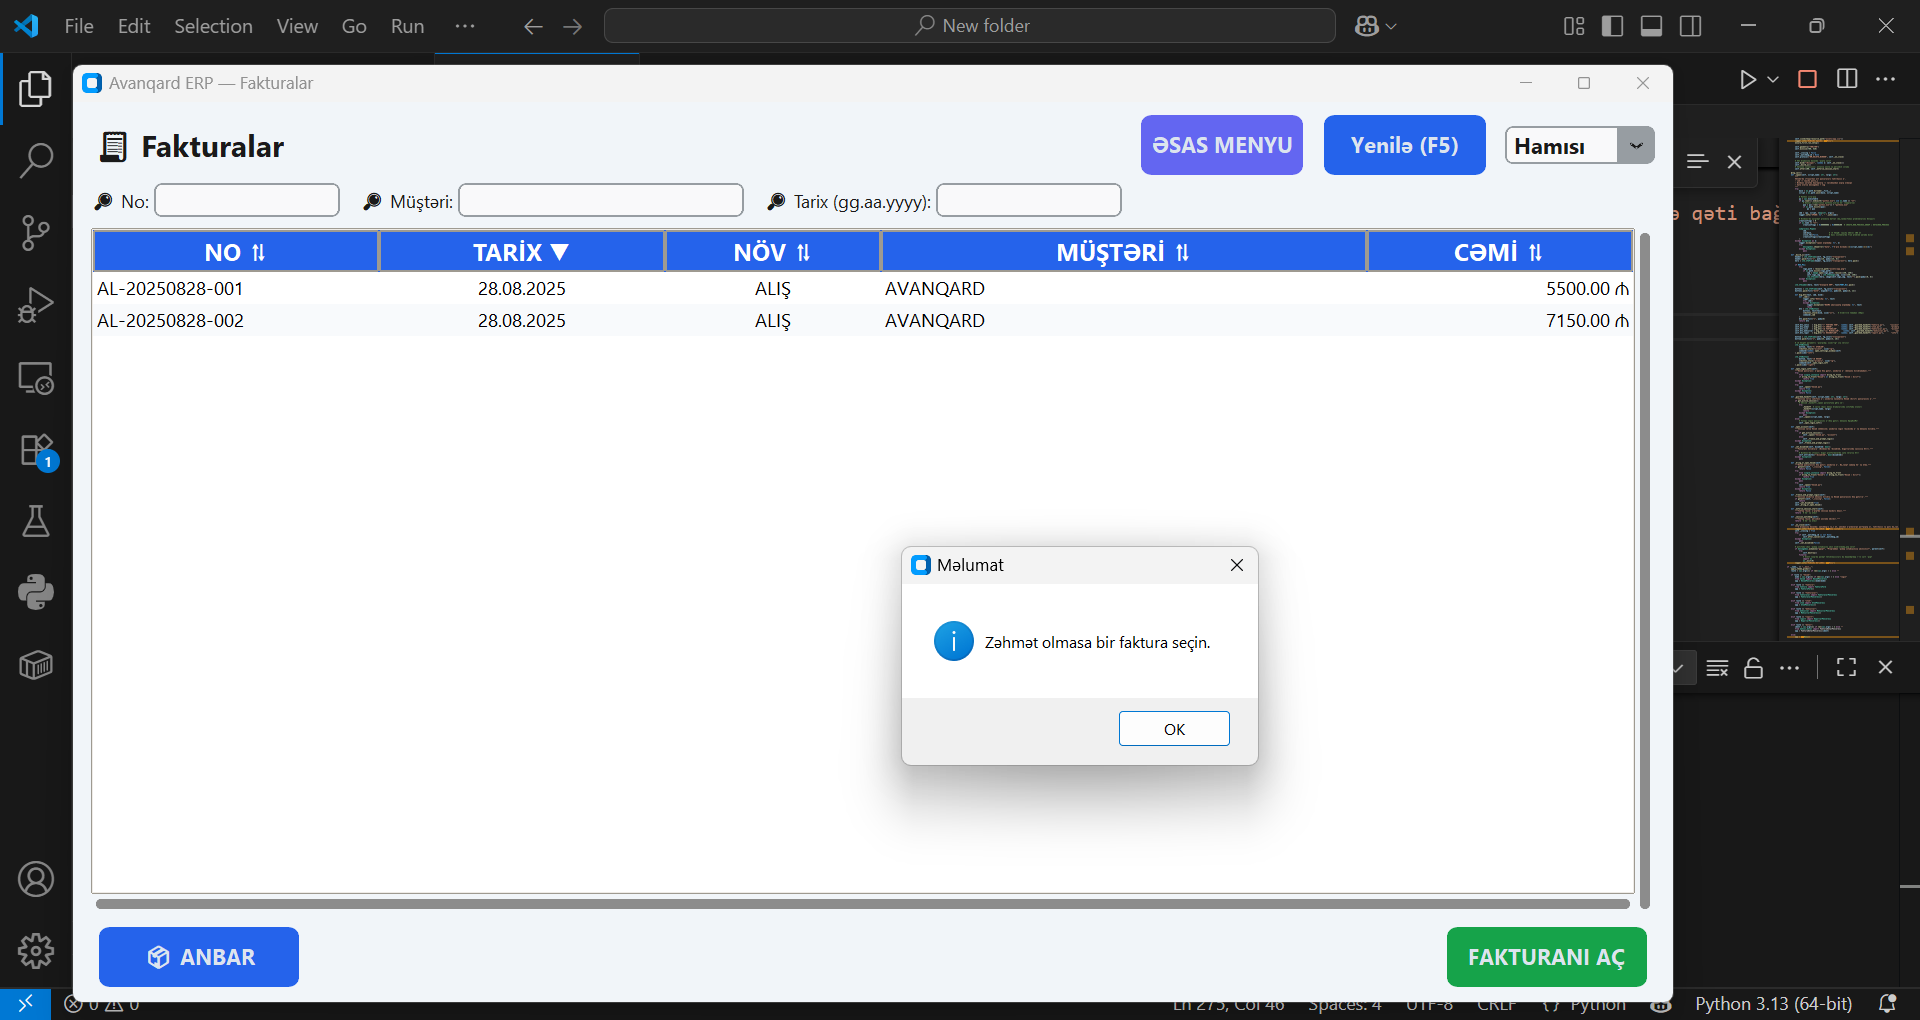 File Edit Selection View Go Run ···
New folder
Avanqard ERP — Fakturalar
Fakturalar
ƏSAS MENYU
Yenilə (F5)
Hamısı
No:
Müştəri:
Tarix (gg.aa.yyyy):
ə qəti bağ
NO ⇅ TARİX ▼ NÖV ⇅ MÜŞTƏRİ ⇅ CƏMİ ⇅
AL-20250828-001 28.08.2025 ALIŞ AVANQARD 5500.00 ₼
AL-20250828-002 28.08.2025 ALIŞ AVANQARD 7150.00 ₼
1
Məlumat
Zəhmət olmasa bir faktura seçin.
OK
ANBAR
FAKTURANI AÇ
0 0 Ln 275, Col 46 Spaces: 4 UTF-8 CRLF {} Python Python 3.13 (64-bit)